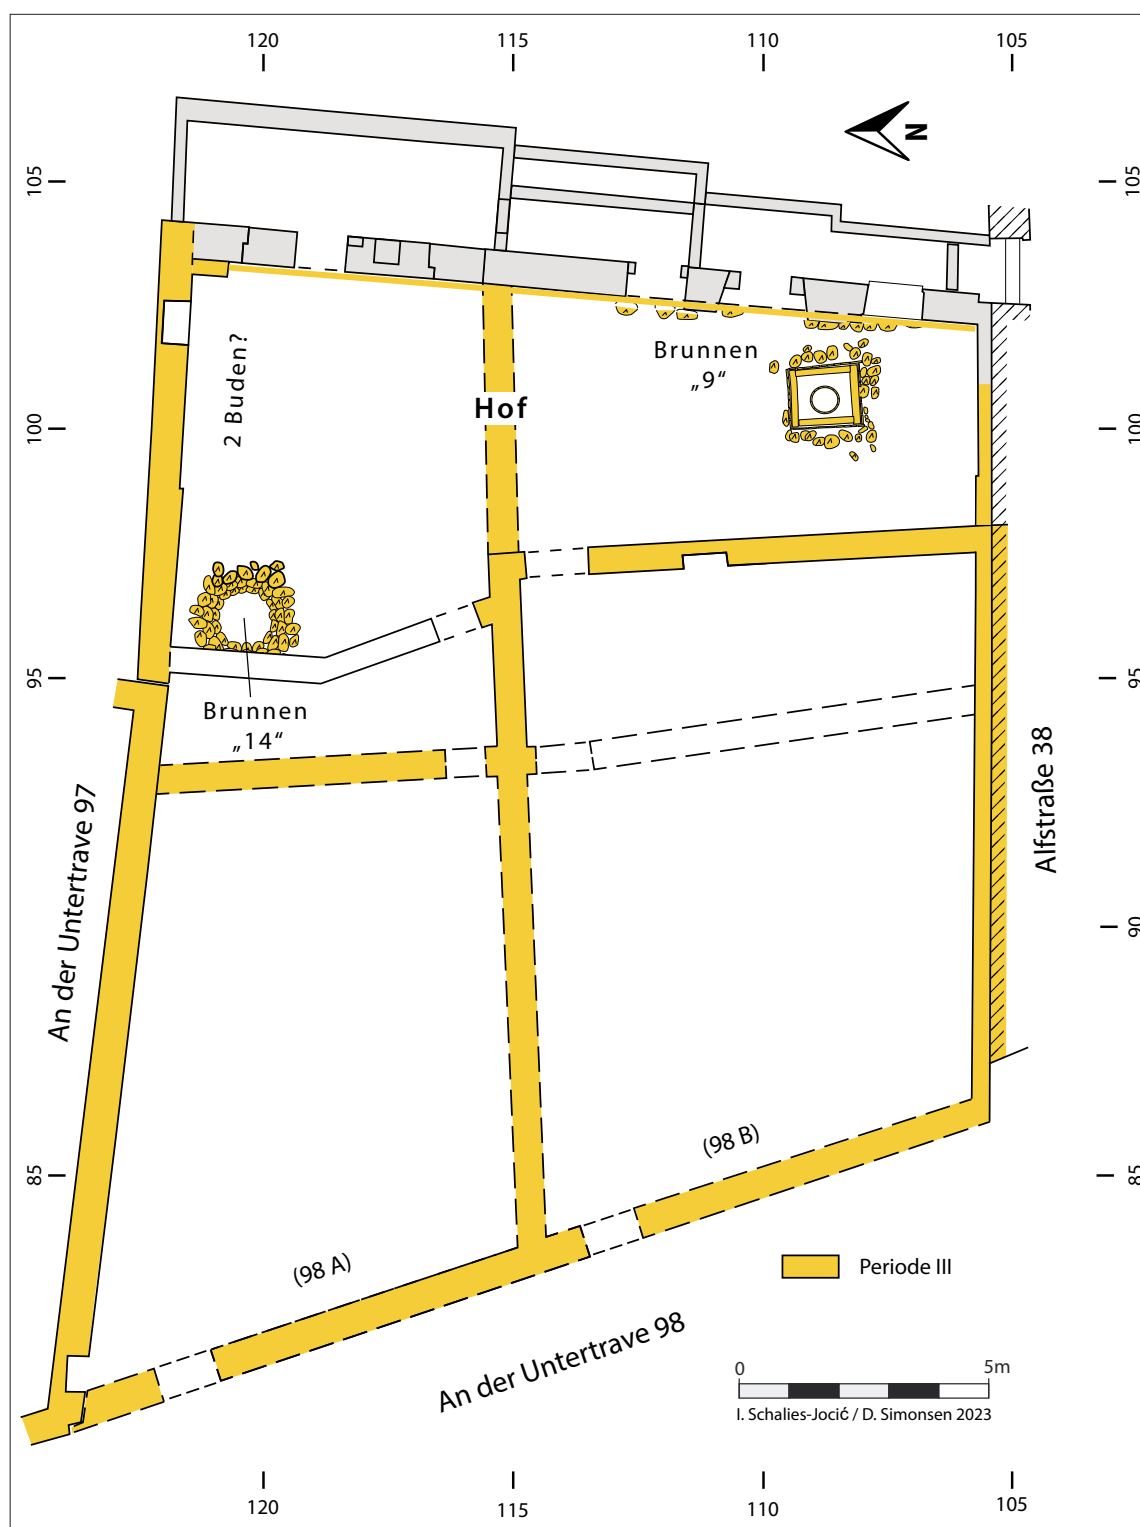 120
115
110
105
N
105
105
2 Buden?
Brunnen
„9“
Hof
100
100
95
95
Brunnen
„14“
An der Untertrave 97
Alfstraße 38
90
(98 B)
85
85
(98 A)
Periode III
An der Untertrave 98
0
5m
I. Schalies-Jocić / D. Simonsen 2023
120
115
110
105